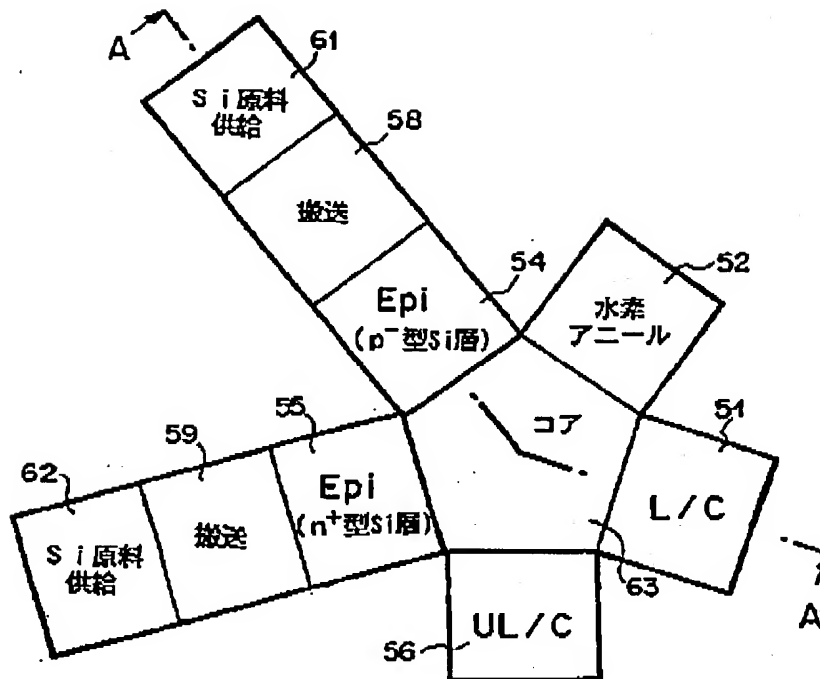 A
61
Si原料
供給
58
搬送
54
Epi
(p⁻型Si層)
52
水素
アニール
コア
51
L/C
55
59
62
Epi
(n⁺型Si層)
搬送
Si原料
供給
63
A
UL/C
56